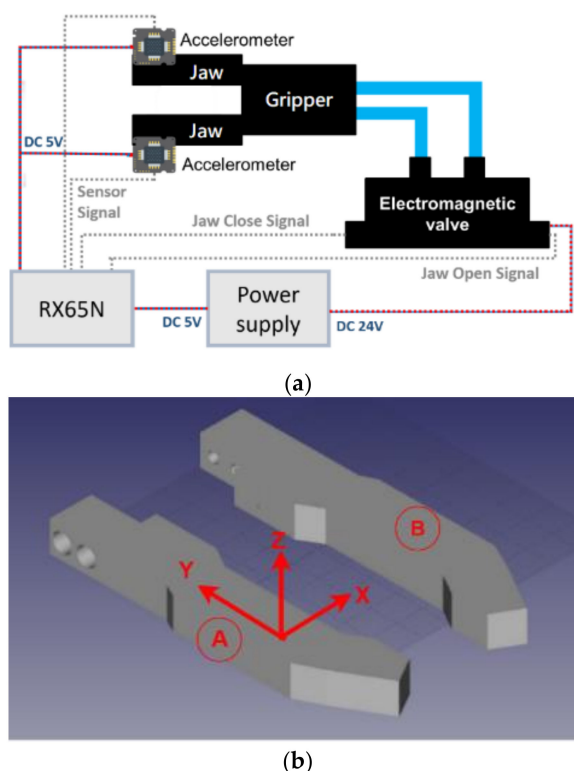 Accelerometer
Jaw
Gripper
Jaw
DC 5V
Accelerometer
Sensor
Signal
Electromagnetic
valve
Jaw Close Signal
Jaw Open Signal
RX65N
DC 5V
Power
supply
DC 24V
(a)
B
Z
Y
X
A
(b)